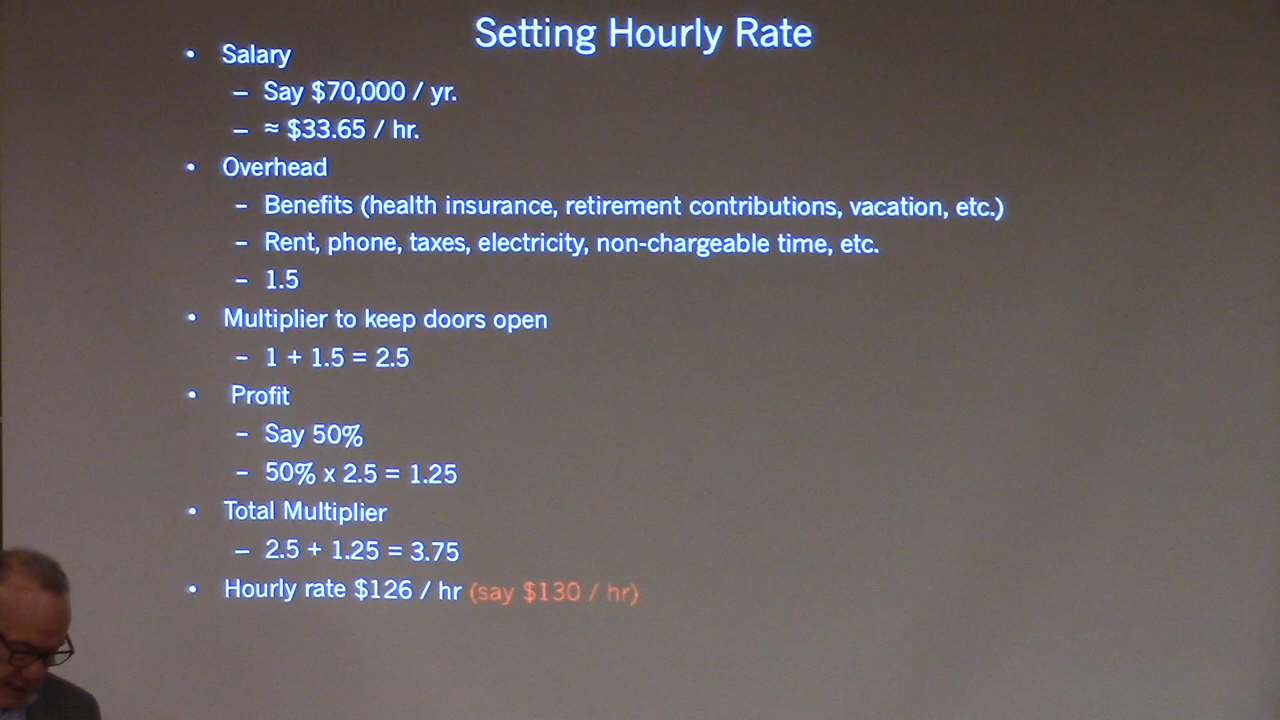 Setting Hourly Rate
• Salary
– Say $70,000 / yr.
– ≈ $33.65 / hr.
• Overhead
– Benefits (health insurance, retirement contributions, vacation, etc.)
– Rent, phone, taxes, electricity, non-chargeable time, etc.
– 1.5
• Multiplier to keep doors open
– 1 + 1.5 = 2.5
• Profit
– Say 50%
– 50% x 2.5 = 1.25
• Total Multiplier
– 2.5 + 1.25 = 3.75
• Hourly rate $126 / hr (say $130 / hr)